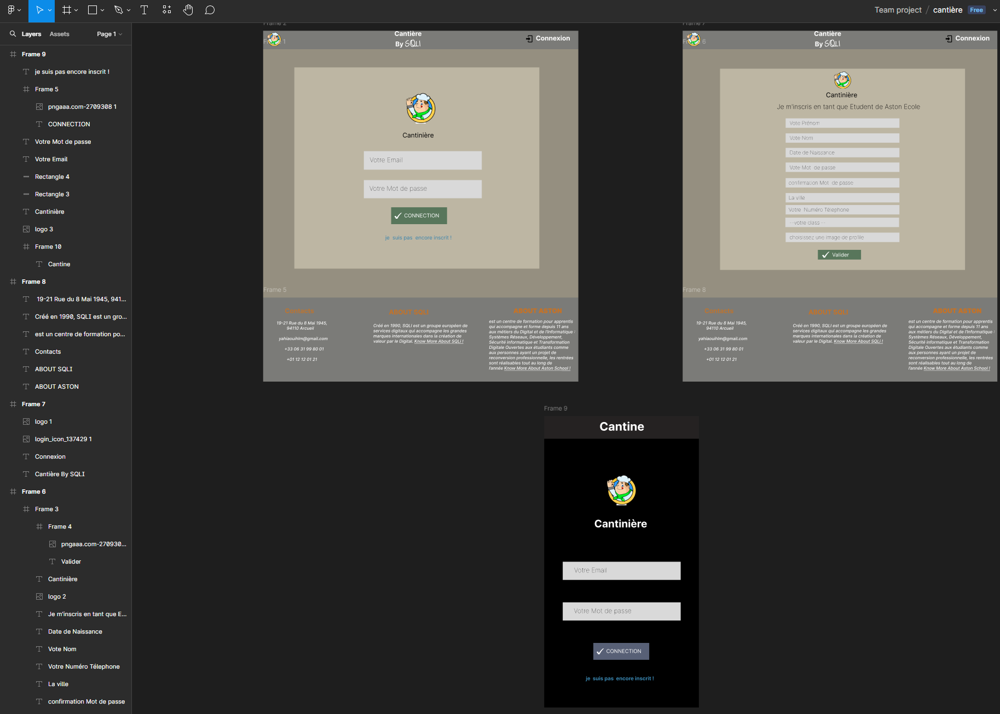 Team project / cantière Free
Layers Assets Page 1
Frame 9
je suis pas encore inscrit !
Frame 5
pngaaa.com-2709308 1
CONNECTION
Votre Mot de passe
Votre Email
Rectangle 4
Rectangle 3
Cantinière
logo 3
Frame 10
Cantine
Frame 8
19-21 Rue du 8 Mai 1945, 941...
Créé en 1990, SQLI est un gro...
est un centre de formation po...
Contacts
ABOUT SQLI
ABOUT ASTON
Frame 7
logo 1
login_icon_137429 1
Connexion
Cantière By SQLI
Frame 6
Frame 3
Frame 4
pngaaa.com-270930...
Valider
Cantinière
logo 2
Je m'inscris en tant que E...
Date de Naissance
Vote Nom
Votre Numéro Télephone
La ville
confirmation Mot de passe
Frame 2
Cantière
By SQLI
Connexion
Cantinière
Votre Email
Votre Mot de passe
CONNECTION
je suis pas encore inscrit !
Frame 5
Contacts
19-21 Rue du 8 Mai 1945,
94110 Arcueil
yahiaouihlm@gmail.com
+33 06 31 99 80 01
+01 12 12 01 21
ABOUT SQLI
Créé en 1990, SQLI est un groupe européen de
services digitaux qui accompagne les grandes
marques internationales dans la création de
valeur par le Digital. Know More About SQLi !
ABOUT ASTON
est un centre de formation pour apprentis
qui accompagne et forme depuis 11 ans
aux métiers du Digital et de l'Informatique :
Systèmes Réseaux, Développement,
Sécurité informatique et Transformation
Digitale Ouvertes aux étudiants comme
aux personnes ayant un projet de
reconversion professionnelle, les rentrées
sont réalisables tout au long de
l'année Know More About Aston School !
Frame 7
Cantière
By SQLI
Connexion
Cantinière
Je m'inscris en tant que Etudent de Aston Ecole
Vote Prénom
Vote Nom
Date de Naissance
Vote Mot de passe
confirmation Mot de passe
La ville
Votre Numéro Télephone
--votre class --
choisissez une image de profile
Valider
Frame 8
Contacts
19-21 Rue du 8 Mai 1945,
94110 Arcueil
yahiaouihlm@gmail.com
+33 06 31 99 80 01
+01 12 12 01 21
ABOUT SQLI
Créé en 1990, SQLI est un groupe européen de
services digitaux qui accompagne les grandes
marques internationales dans la création de
valeur par le Digital. Know More About SQLi !
ABOUT ASTON
est un centre de formation pour apprentis
qui accompagne et forme depuis 11 ans
aux métiers du Digital et de l'Informatique :
Systèmes Réseaux, Développement,
Sécurité informatique et Transformation
Digitale Ouvertes aux étudiants comme
aux personnes ayant un projet de
reconversion professionnelle, les rentrées
sont réalisables tout au long de
l'année Know More About Aston School !
Frame 9
Cantine
Cantinière
Votre Email
Votre Mot de passe
CONNECTION
je suis pas encore inscrit !